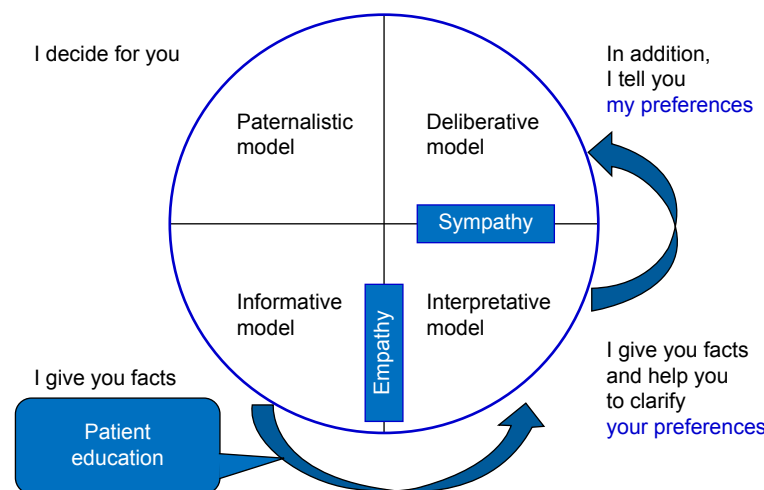 I decide for you
In addition,
I tell you
my preferences
Paternalistic
model
Deliberative
model
Sympathy
Informative
model
Empathy
Interpretative
model
I give you facts
I give you facts
and help you
to clarify
your preferences
Patient
education